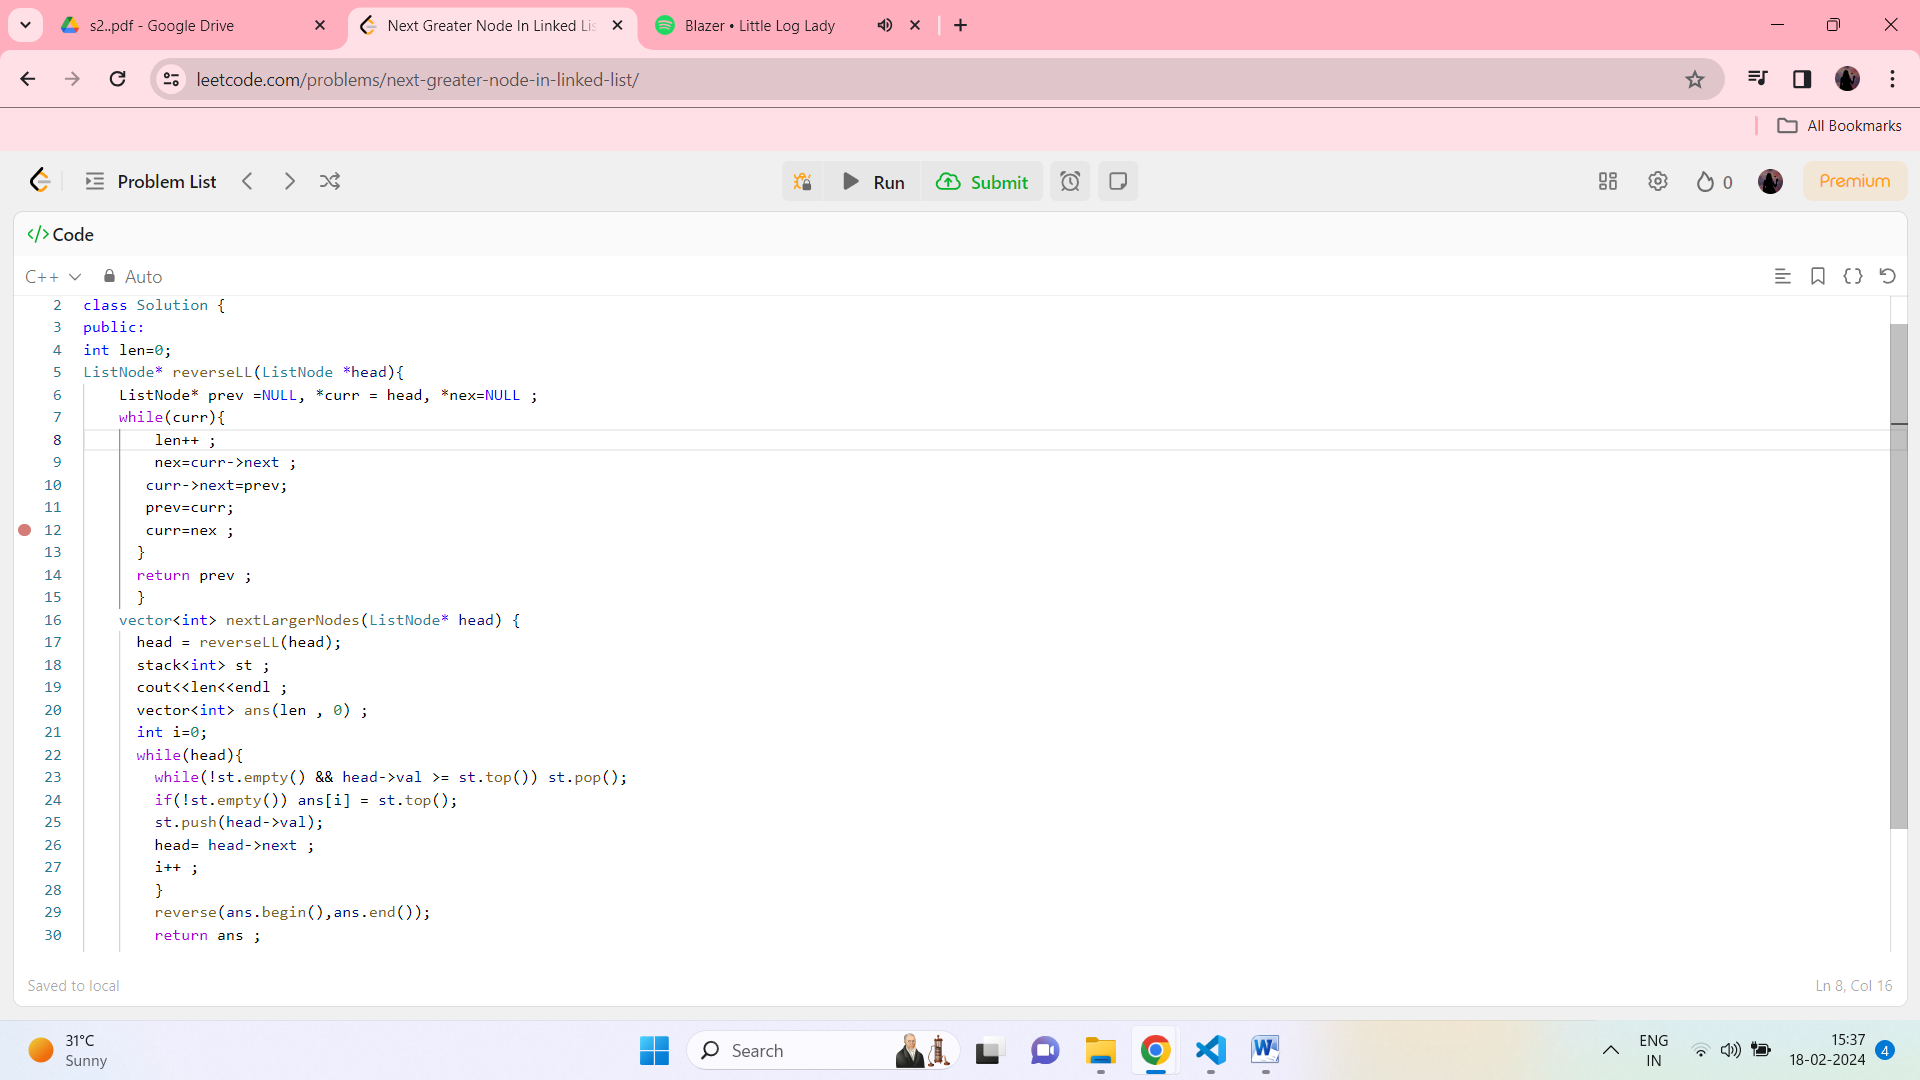 s2..pdf - Google Drive
Next Greater Node In Linked Lis
Blazer • Little Log Lady
leetcode.com/problems/next-greater-node-in-linked-list/
All Bookmarks
Problem List
Run
Submit
0
Premium
</> Code
C++
Auto
2 class Solution {
3 public:
4 int len=0;
5 ListNode* reverseLL(ListNode *head){
6 ListNode* prev =NULL, *curr = head, *nex=NULL ;
7 while(curr){
8 len++ ;
9 nex=curr->next ;
10 curr->next=prev;
11 prev=curr;
12 curr=nex ;
13 }
14 return prev ;
15 }
16 vector<int> nextLargerNodes(ListNode* head) {
17 head = reverseLL(head);
18 stack<int> st ;
19 cout<<len<<endl ;
20 vector<int> ans(len , 0) ;
21 int i=0;
22 while(head){
23 while(!st.empty() && head->val >= st.top()) st.pop();
24 if(!st.empty()) ans[i] = st.top();
25 st.push(head->val);
26 head= head->next ;
27 i++ ;
28 }
29 reverse(ans.begin(),ans.end());
30 return ans ;
Saved to local
Ln 8, Col 16
31°C
Sunny
Search
ENG
IN
15:37
18-02-2024
4